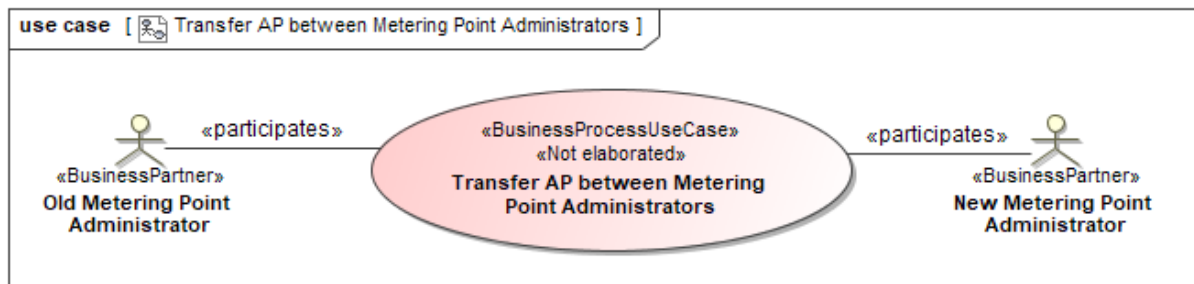 use case [ Transfer AP between Metering Point Administrators ]
«participates»
«BusinessPartner»
Old Metering Point
Administrator
«BusinessProcessUseCase»
«Not elaborated»
Transfer AP between Metering
Point Administrators
«participates»
«BusinessPartner»
New Metering Point
Administrator